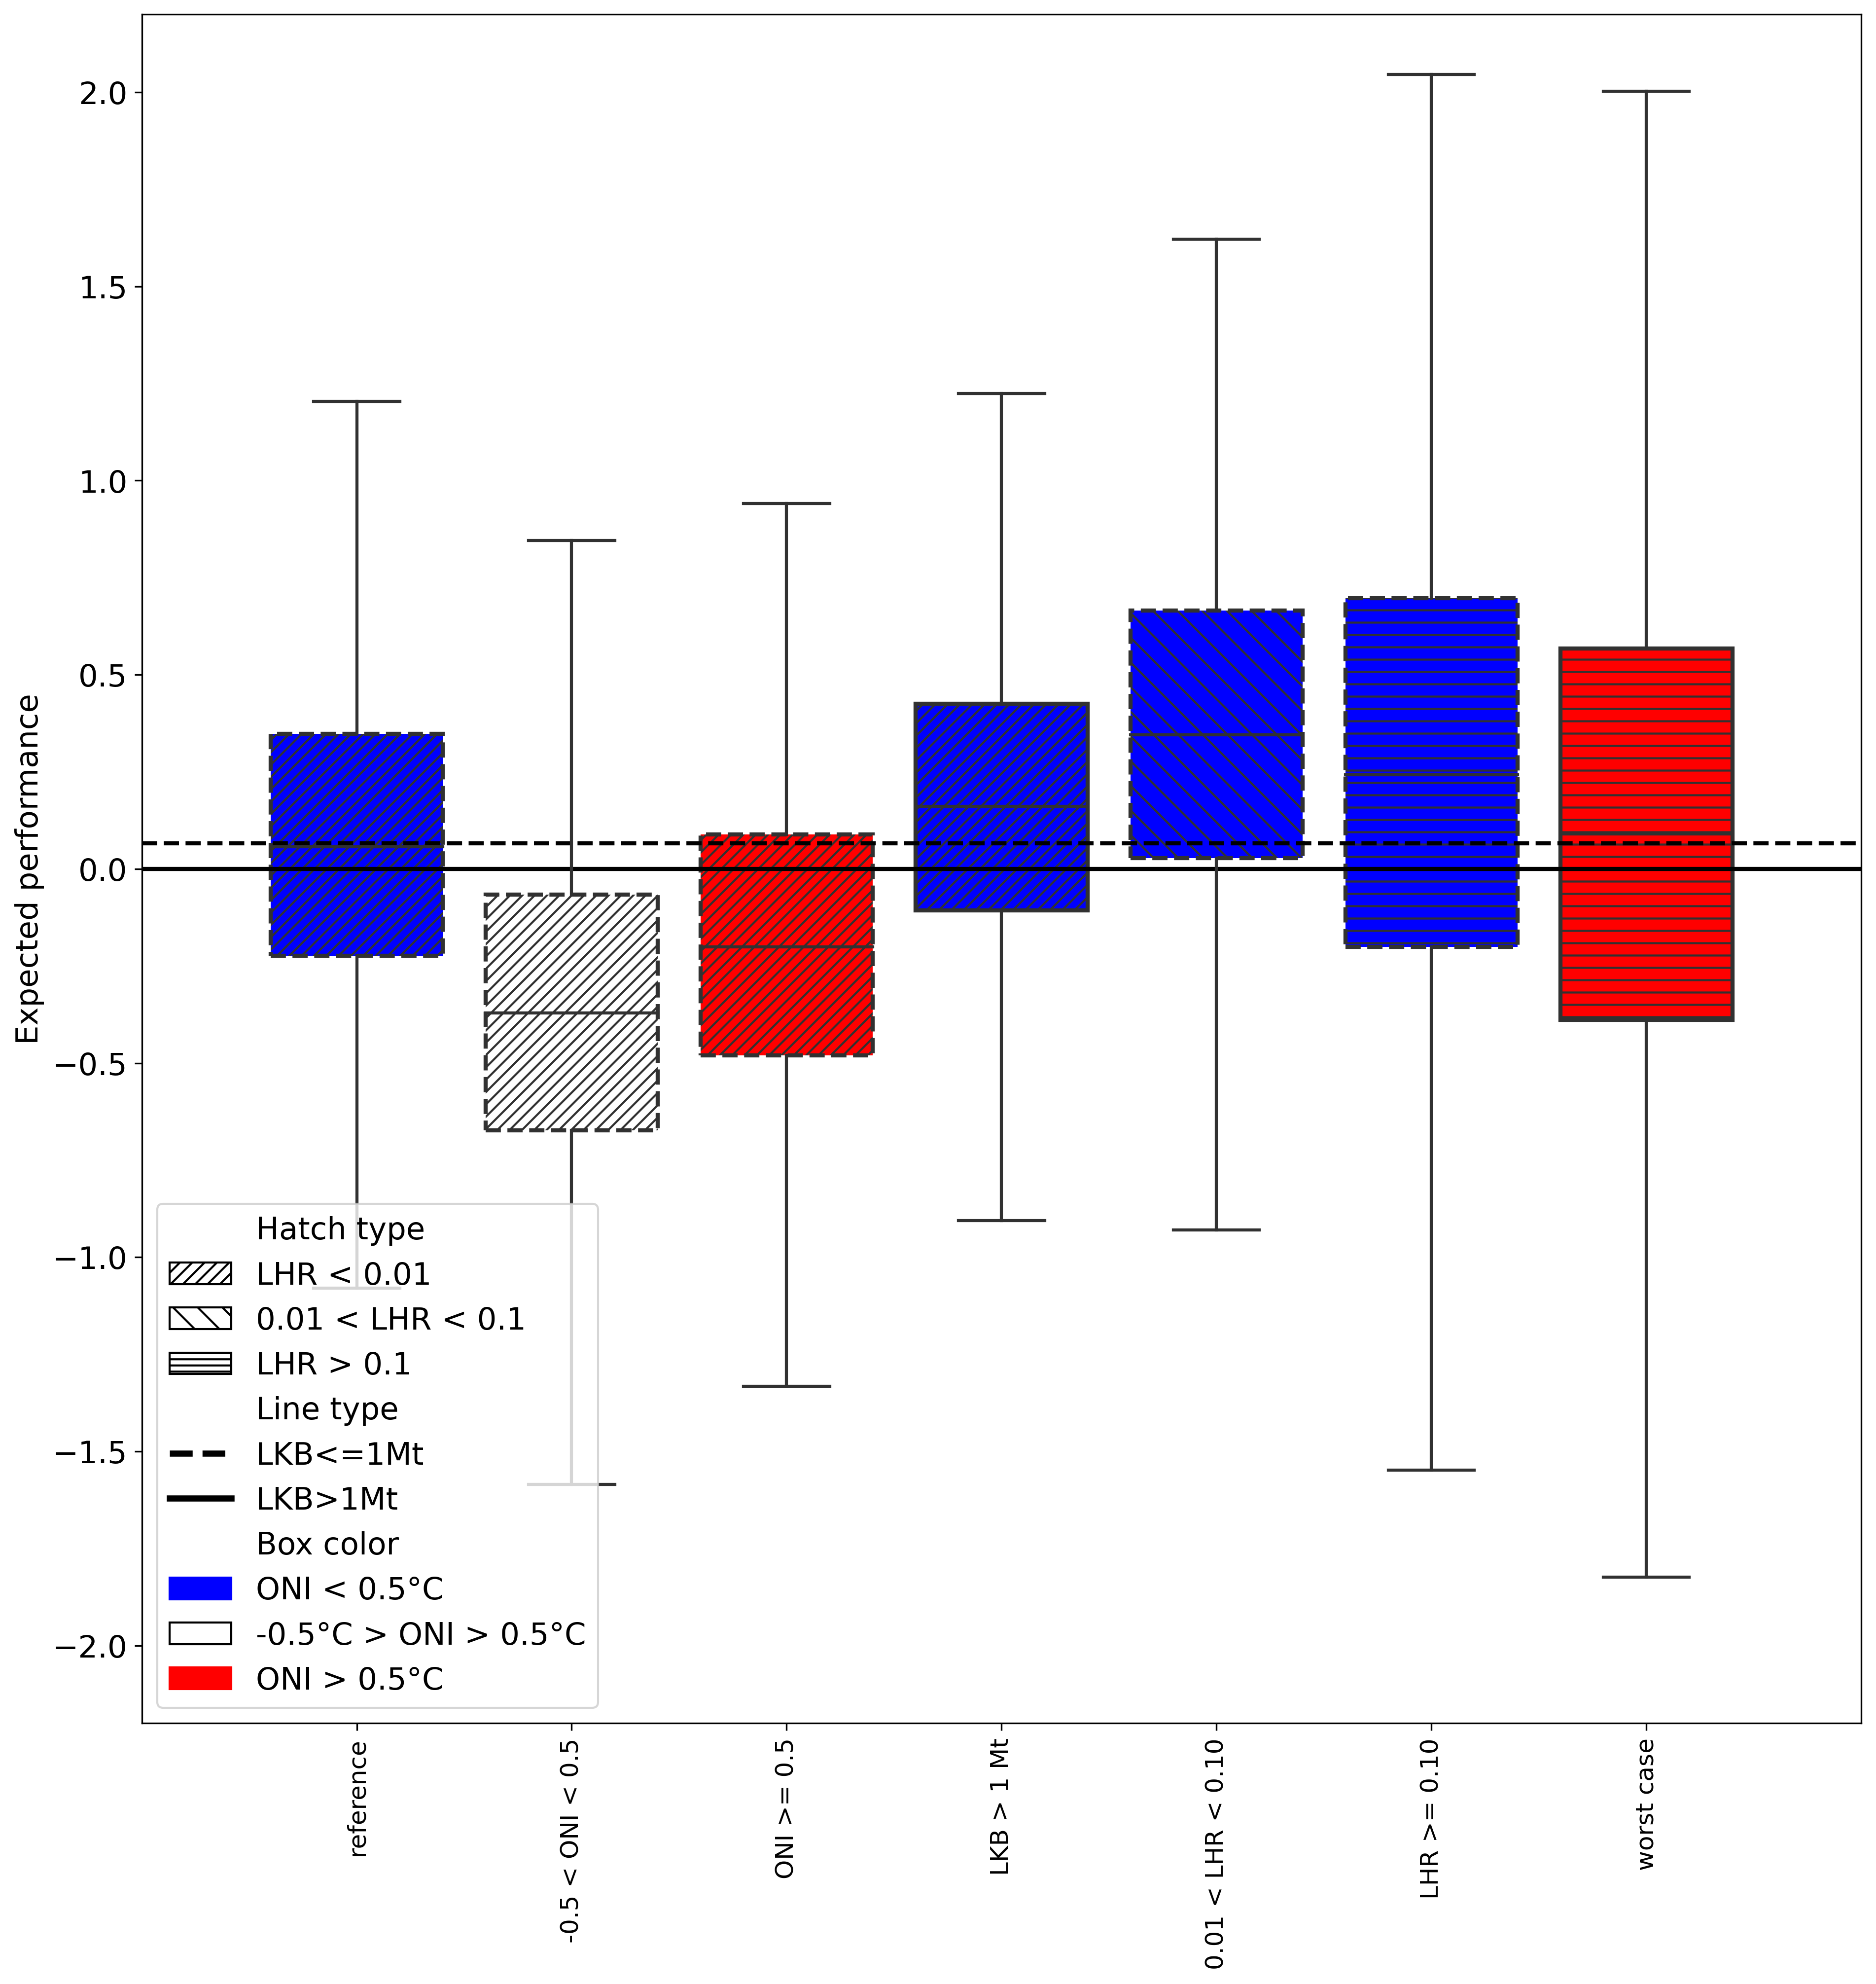 2.0
1.5
1.0
0.5
0.0
−0.5
−1.0
−1.5
−2.0
Expected performance
Hatch type
LHR < 0.01
0.01 < LHR < 0.1
LHR > 0.1
Line type
LKB<=1Mt
LKB>1Mt
Box color
ONI < 0.5°C
-0.5°C > ONI > 0.5°C
ONI > 0.5°C
reference
-0.5 < ONI < 0.5
ONI >= 0.5
LKB > 1 Mt
0.01 < LHR < 0.10
LHR >= 0.10
worst case